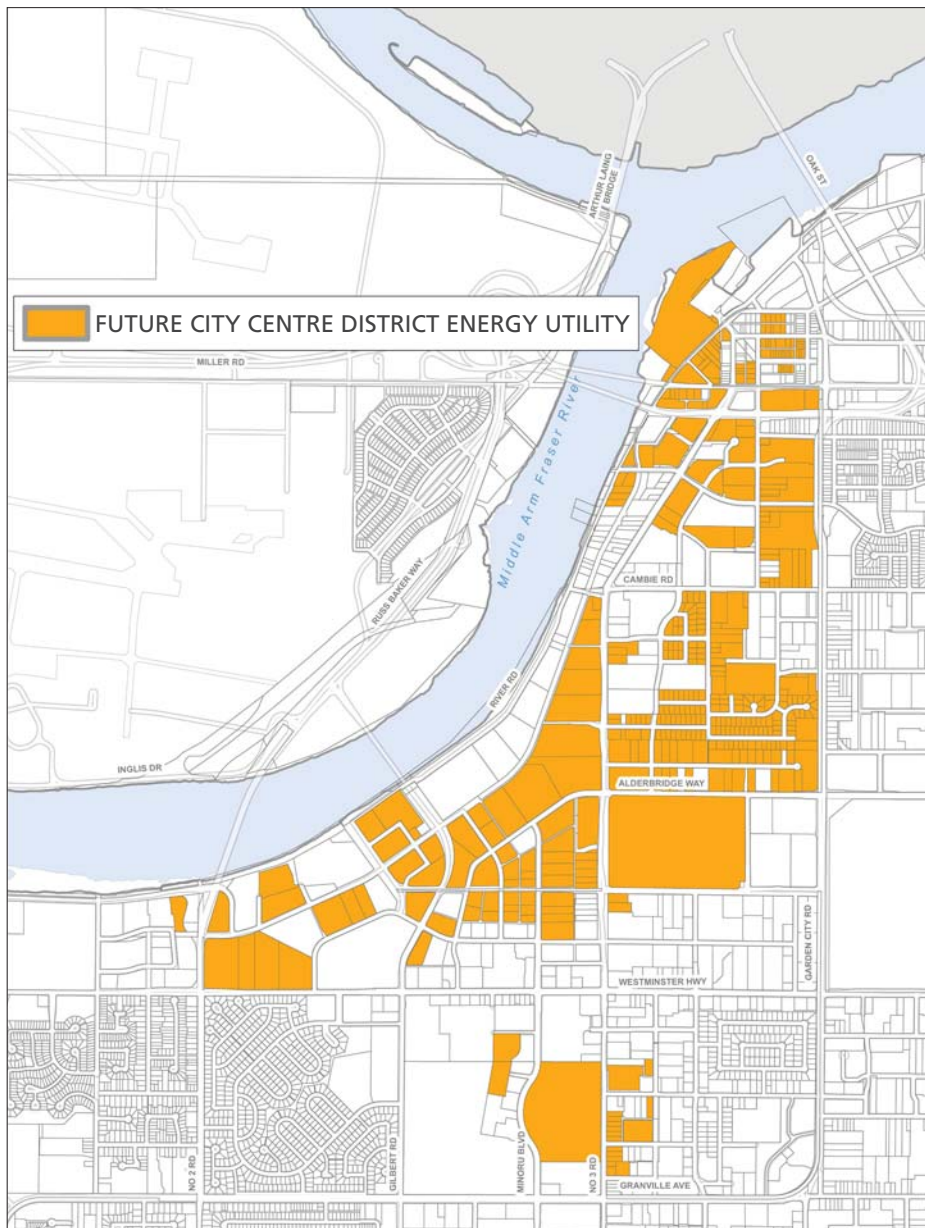 ARTHUR LAING
BRIDGE
OAK ST
FUTURE CITY CENTRE DISTRICT ENERGY UTILITY
MILLER RD
Middle Arm Fraser River
CAMBIE RD
RUSS BAKER WAY
RIVER RD
INGLIS DR
ALDERBRIDGE WAY
GARDEN CITY RD
WESTMINSTER HWY
NO 2 RD
GILBERT RD
MINORU BLVD
NO 3 RD
GRANVILLE AVE